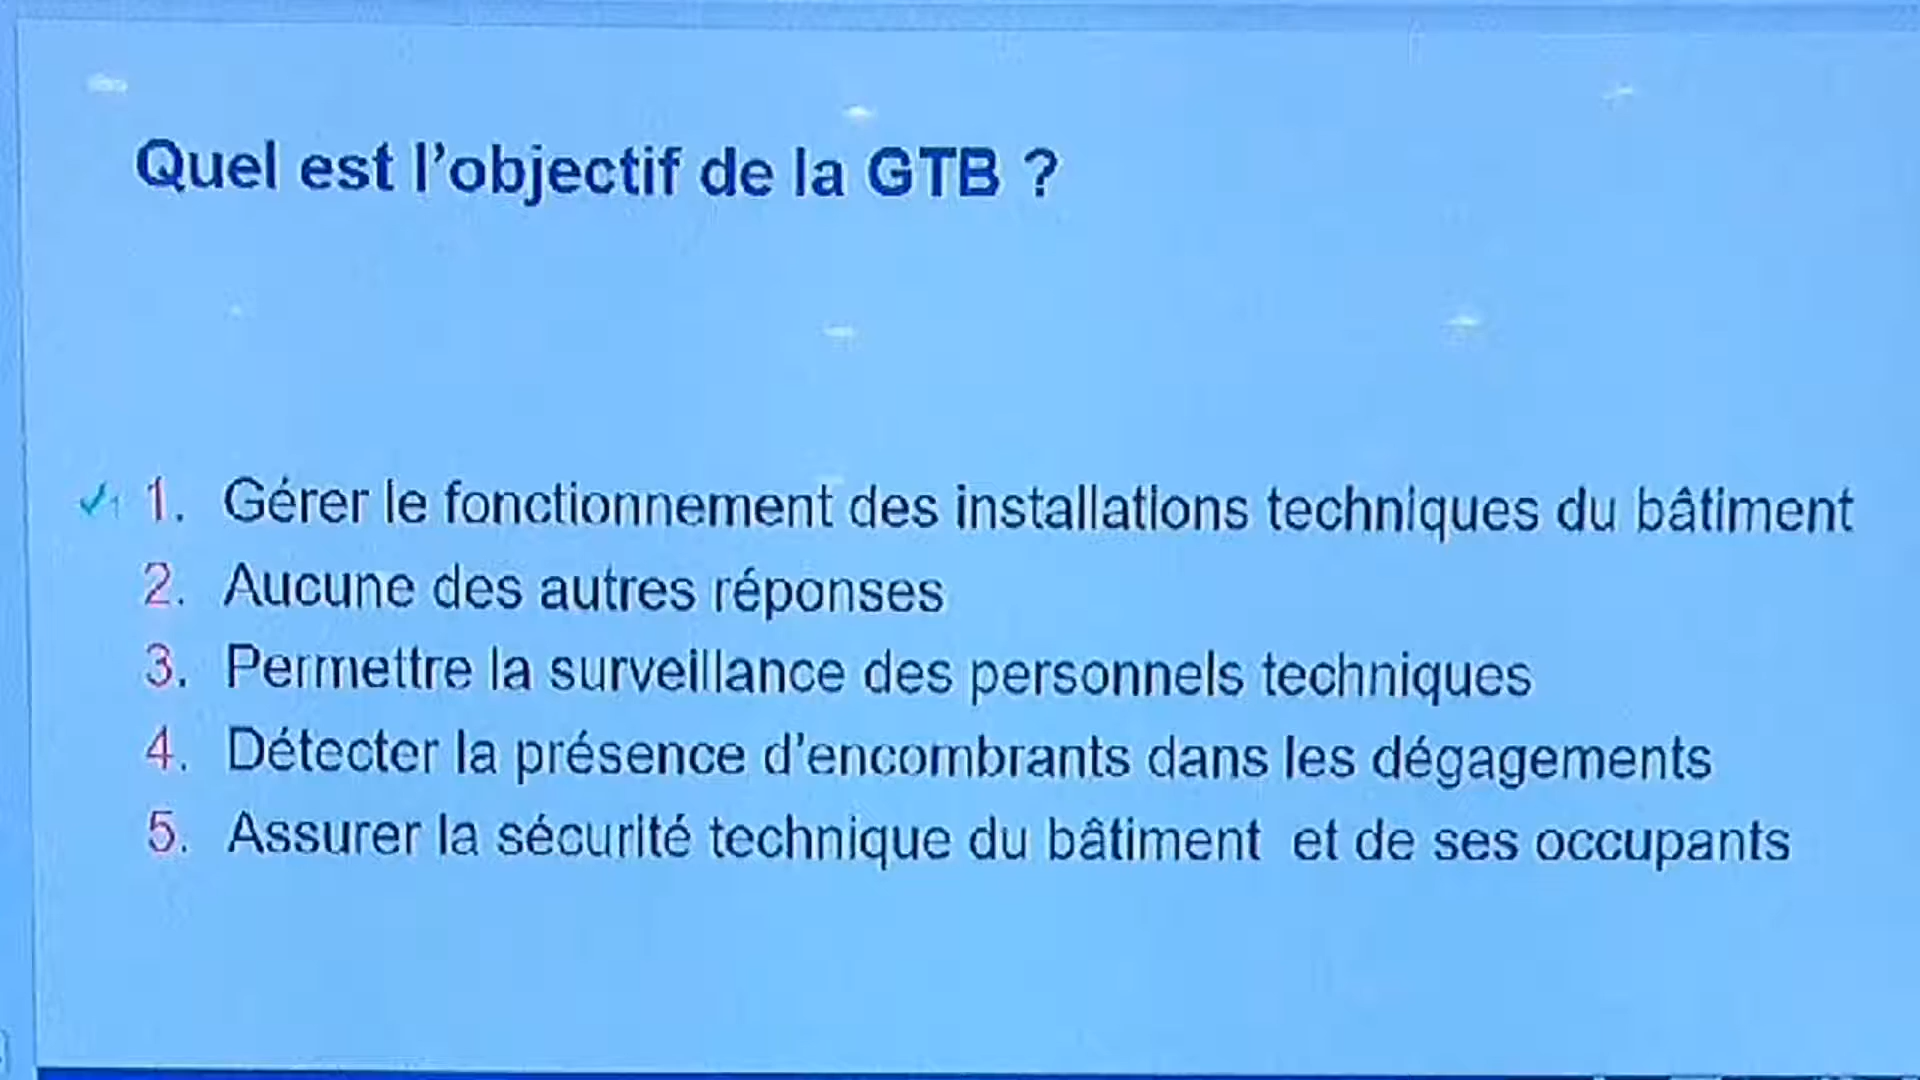 Quel est l'objectif de la GTB ?
✓1 1. Gérer le fonctionnement des installations techniques du bâtiment
2. Aucune des autres réponses
3. Permettre la surveillance des personnels techniques
4. Détecter la présence d'encombrants dans les dégagements
5. Assurer la sécurité technique du bâtiment et de ses occupants